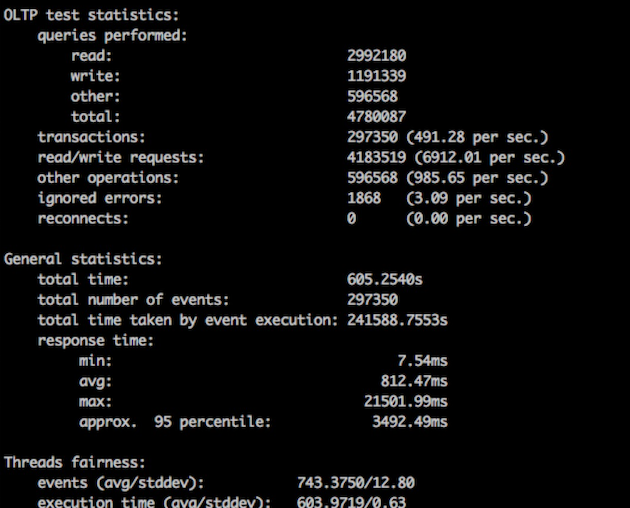 OLTP test statistics:
queries performed:
read: 2992180
write: 1191339
other: 596568
total: 4780087
transactions: 297350 (491.28 per sec.)
read/write requests: 4183519 (6912.01 per sec.)
other operations: 596568 (985.65 per sec.)
ignored errors: 1868 (3.09 per sec.)
reconnects: 0 (0.00 per sec.)
General statistics:
total time: 605.2540s
total number of events: 297350
total time taken by event execution: 241588.7553s
response time:
min: 7.54ms
avg: 812.47ms
max: 21501.99ms
approx. 95 percentile: 3492.49ms
Threads fairness:
events (avg/stddev): 743.3750/12.80
execution time (avg/stddev): 603.9719/0.63